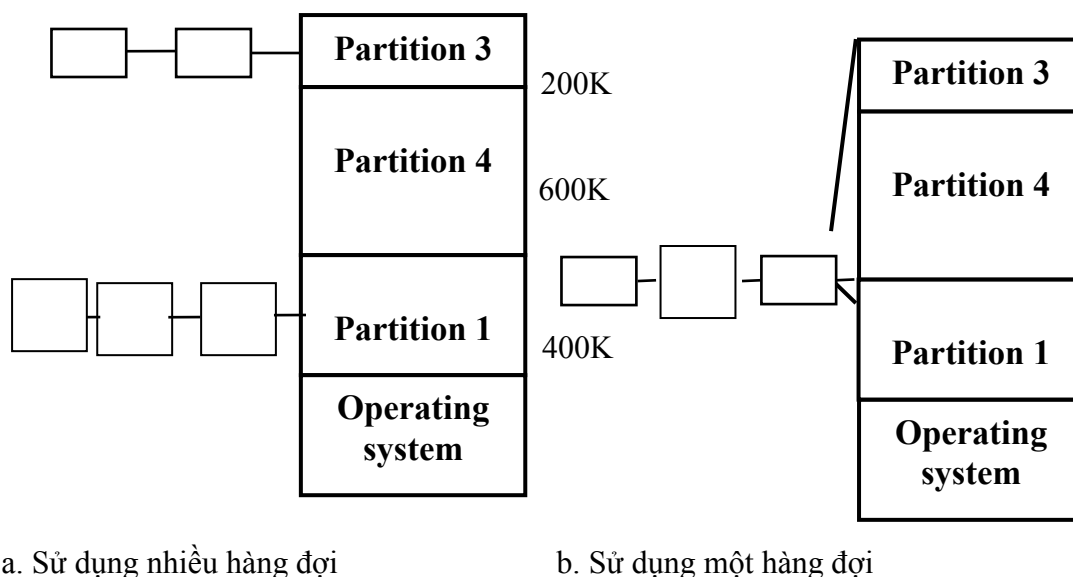 Partition 3
200K
Partition 4
600K
Partition 1
400K
Operating
system
Partition 3
Partition 4
Partition 1
Operating
system
a. Sử dụng nhiều hàng đợi
b. Sử dụng một hàng đợi